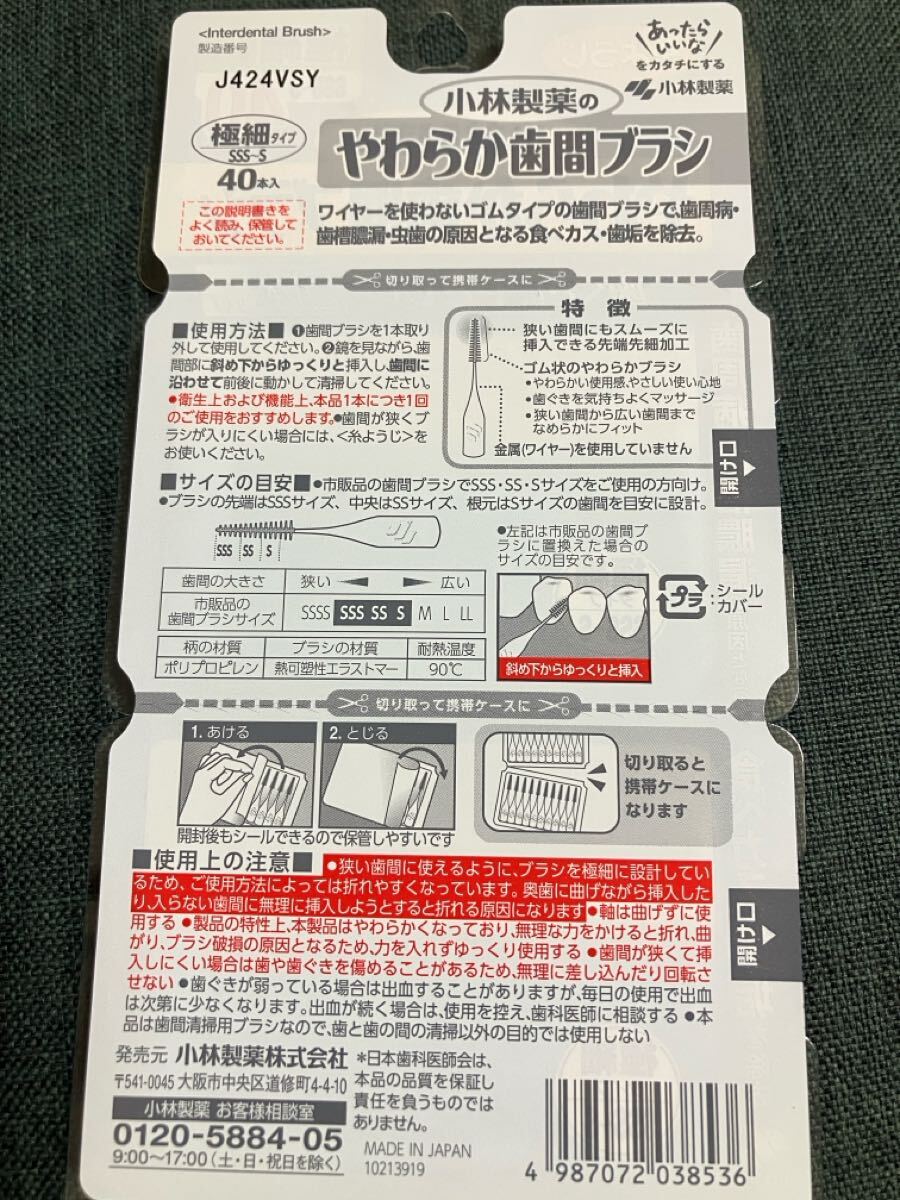 <Interdental Brush>
製造番号
J424VSY
あったら
いいな
をカタチにする
小林製薬
極細タイプ
SSS~S
40本入
小林製薬の
やわらか歯間ブラシ
この説明書きを
よく読み、保管して
おいてください。
ワイヤーを使わないゴムタイプの歯間ブラシで、歯周病・
歯槽膿漏・虫歯の原因となる食べカス・歯垢を除去。
切り取って携帯ケースに
■使用方法■ ❶歯間ブラシを1本取り
外して使用してください。❷鏡を見ながら、歯
間部に斜め下からゆっくりと挿入し、歯間に
沿わせて前後に動かして清掃してください。
●衛生上および機能上、本品1本につき1回
のご使用をおすすめします。●歯間が狭くブ
ラシが入りにくい場合には、<糸ようじ>を
お使いください。
特徴
狭い歯間にもスムーズに
挿入できる先端先細加工
ゴム状のやわらかブラシ
•やわらかい使用感、やさしい使い心地
•歯ぐきを気持ちよくマッサージ
•狭い歯間から広い歯間まで
なめらかにフィット
金属(ワイヤー)を使用していません
開け口
■サイズの目安■ ●市販品の歯間ブラシでSSS・SS・Sサイズをご使用の方向け。
●ブラシの先端はSSSサイズ、中央はSSサイズ、根元はSサイズの歯間を目安に設計。
SSS SS S
●左記は市販品の歯間ブ
ラシに置換えた場合の
サイズの目安です。
歯間の大きさ 狭い 広い
市販品の
歯間ブラシサイズ SSSS SSS SS S M L LL
柄の材質 ブラシの材質 耐熱温度
ポリプロピレン 熱可塑性エラストマー 90℃
斜め下からゆっくりと挿入
プラ :シール
:カバー
切り取って携帯ケースに
1. あける
2. とじる
開封後もシールできるので保管しやすいです
切り取ると
携帯ケースに
なります
■使用上の注意■ ●狭い歯間に使えるように、ブラシを極細に設計してい
るため、ご使用方法によっては折れやすくなっています。奥歯に曲げながら挿入した
り、入らない歯間に無理に挿入しようとすると折れる原因になります ●軸は曲げずに使
用する ●製品の特性上、本製品はやわらかくなっており、無理な力をかけると折れ、曲
がり、ブラシ破損の原因となるため、力を入れずゆっくり使用する ●歯間が狭くて挿
入しにくい場合は歯や歯ぐきを傷めることがあるため、無理に差し込んだり回転さ
せない ●歯ぐきが弱っている場合は出血することがありますが、毎日の使用で出血
は次第に少なくなります。出血が続く場合は、使用を控え、歯科医師に相談する ●本
品は歯間清掃用ブラシなので、歯と歯の間の清掃以外の目的では使用しない
開け口
発売元 小林製薬株式会社
〒541-0045 大阪市中央区道修町4-4-10
小林製薬 お客様相談室
0120-5884-05
9:00~17:00(土・日・祝日を除く)
*日本歯科医師会は、
本品の品質を保証し
責任を負うものでは
ありません。
MADE IN JAPAN
10213919
4 987072 038536